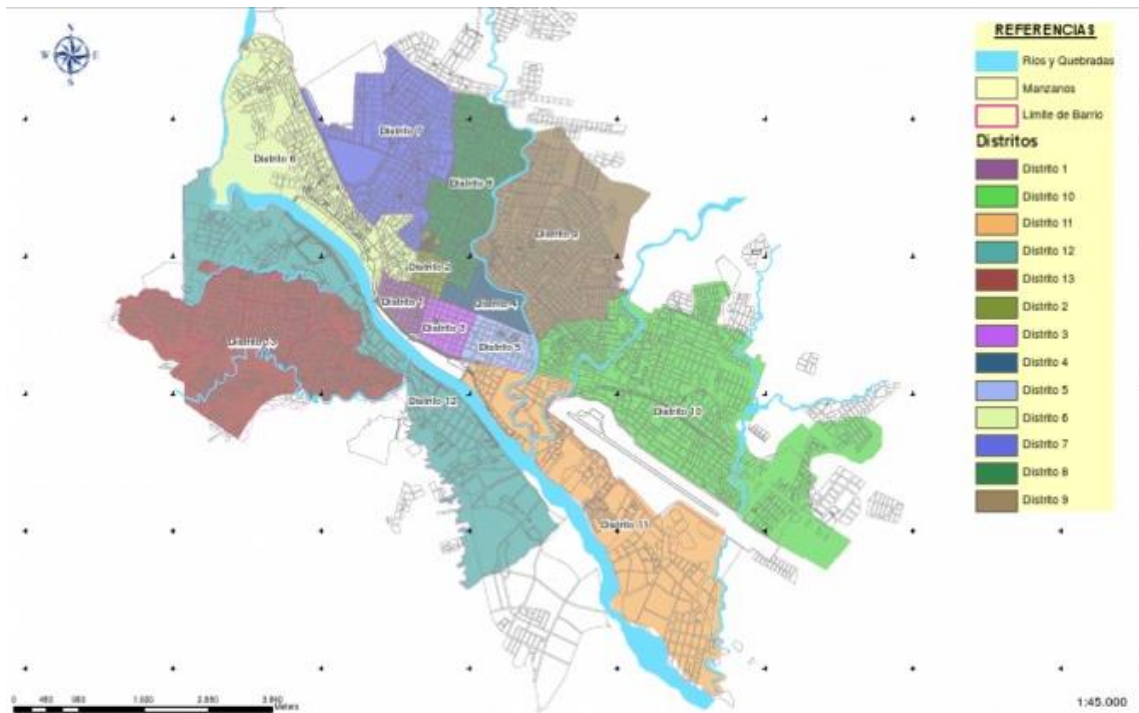 REFERENCIAS
Ríos y Quebradas
Manzanos
Límite de Barrio
Distritos
Distrito 1
Distrito 10
Distrito 11
Distrito 12
Distrito 13
Distrito 2
Distrito 3
Distrito 4
Distrito 5
Distrito 6
Distrito 7
Distrito 8
Distrito 9
N
W E
S
Distrito 7
Distrito 6
Distrito 8
Distrito 9
Distrito 2
Distrito 1
Distrito 4
Distrito 3
Distrito 5
Distrito 13
Distrito 12
Distrito 10
Distrito 11
0
Meters
1:45.000